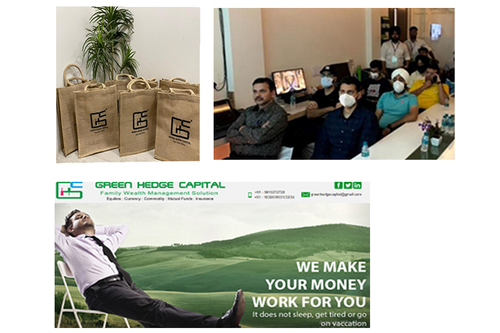 GREEN HEDGE CAPITAL
Family Wealth Management Solution
Equities | Currency | Commodity | Mutual Funds | Insurance
WE MAKE
YOUR MONEY
WORK FOR YOU
It does not sleep, get tired or go
on vaccation